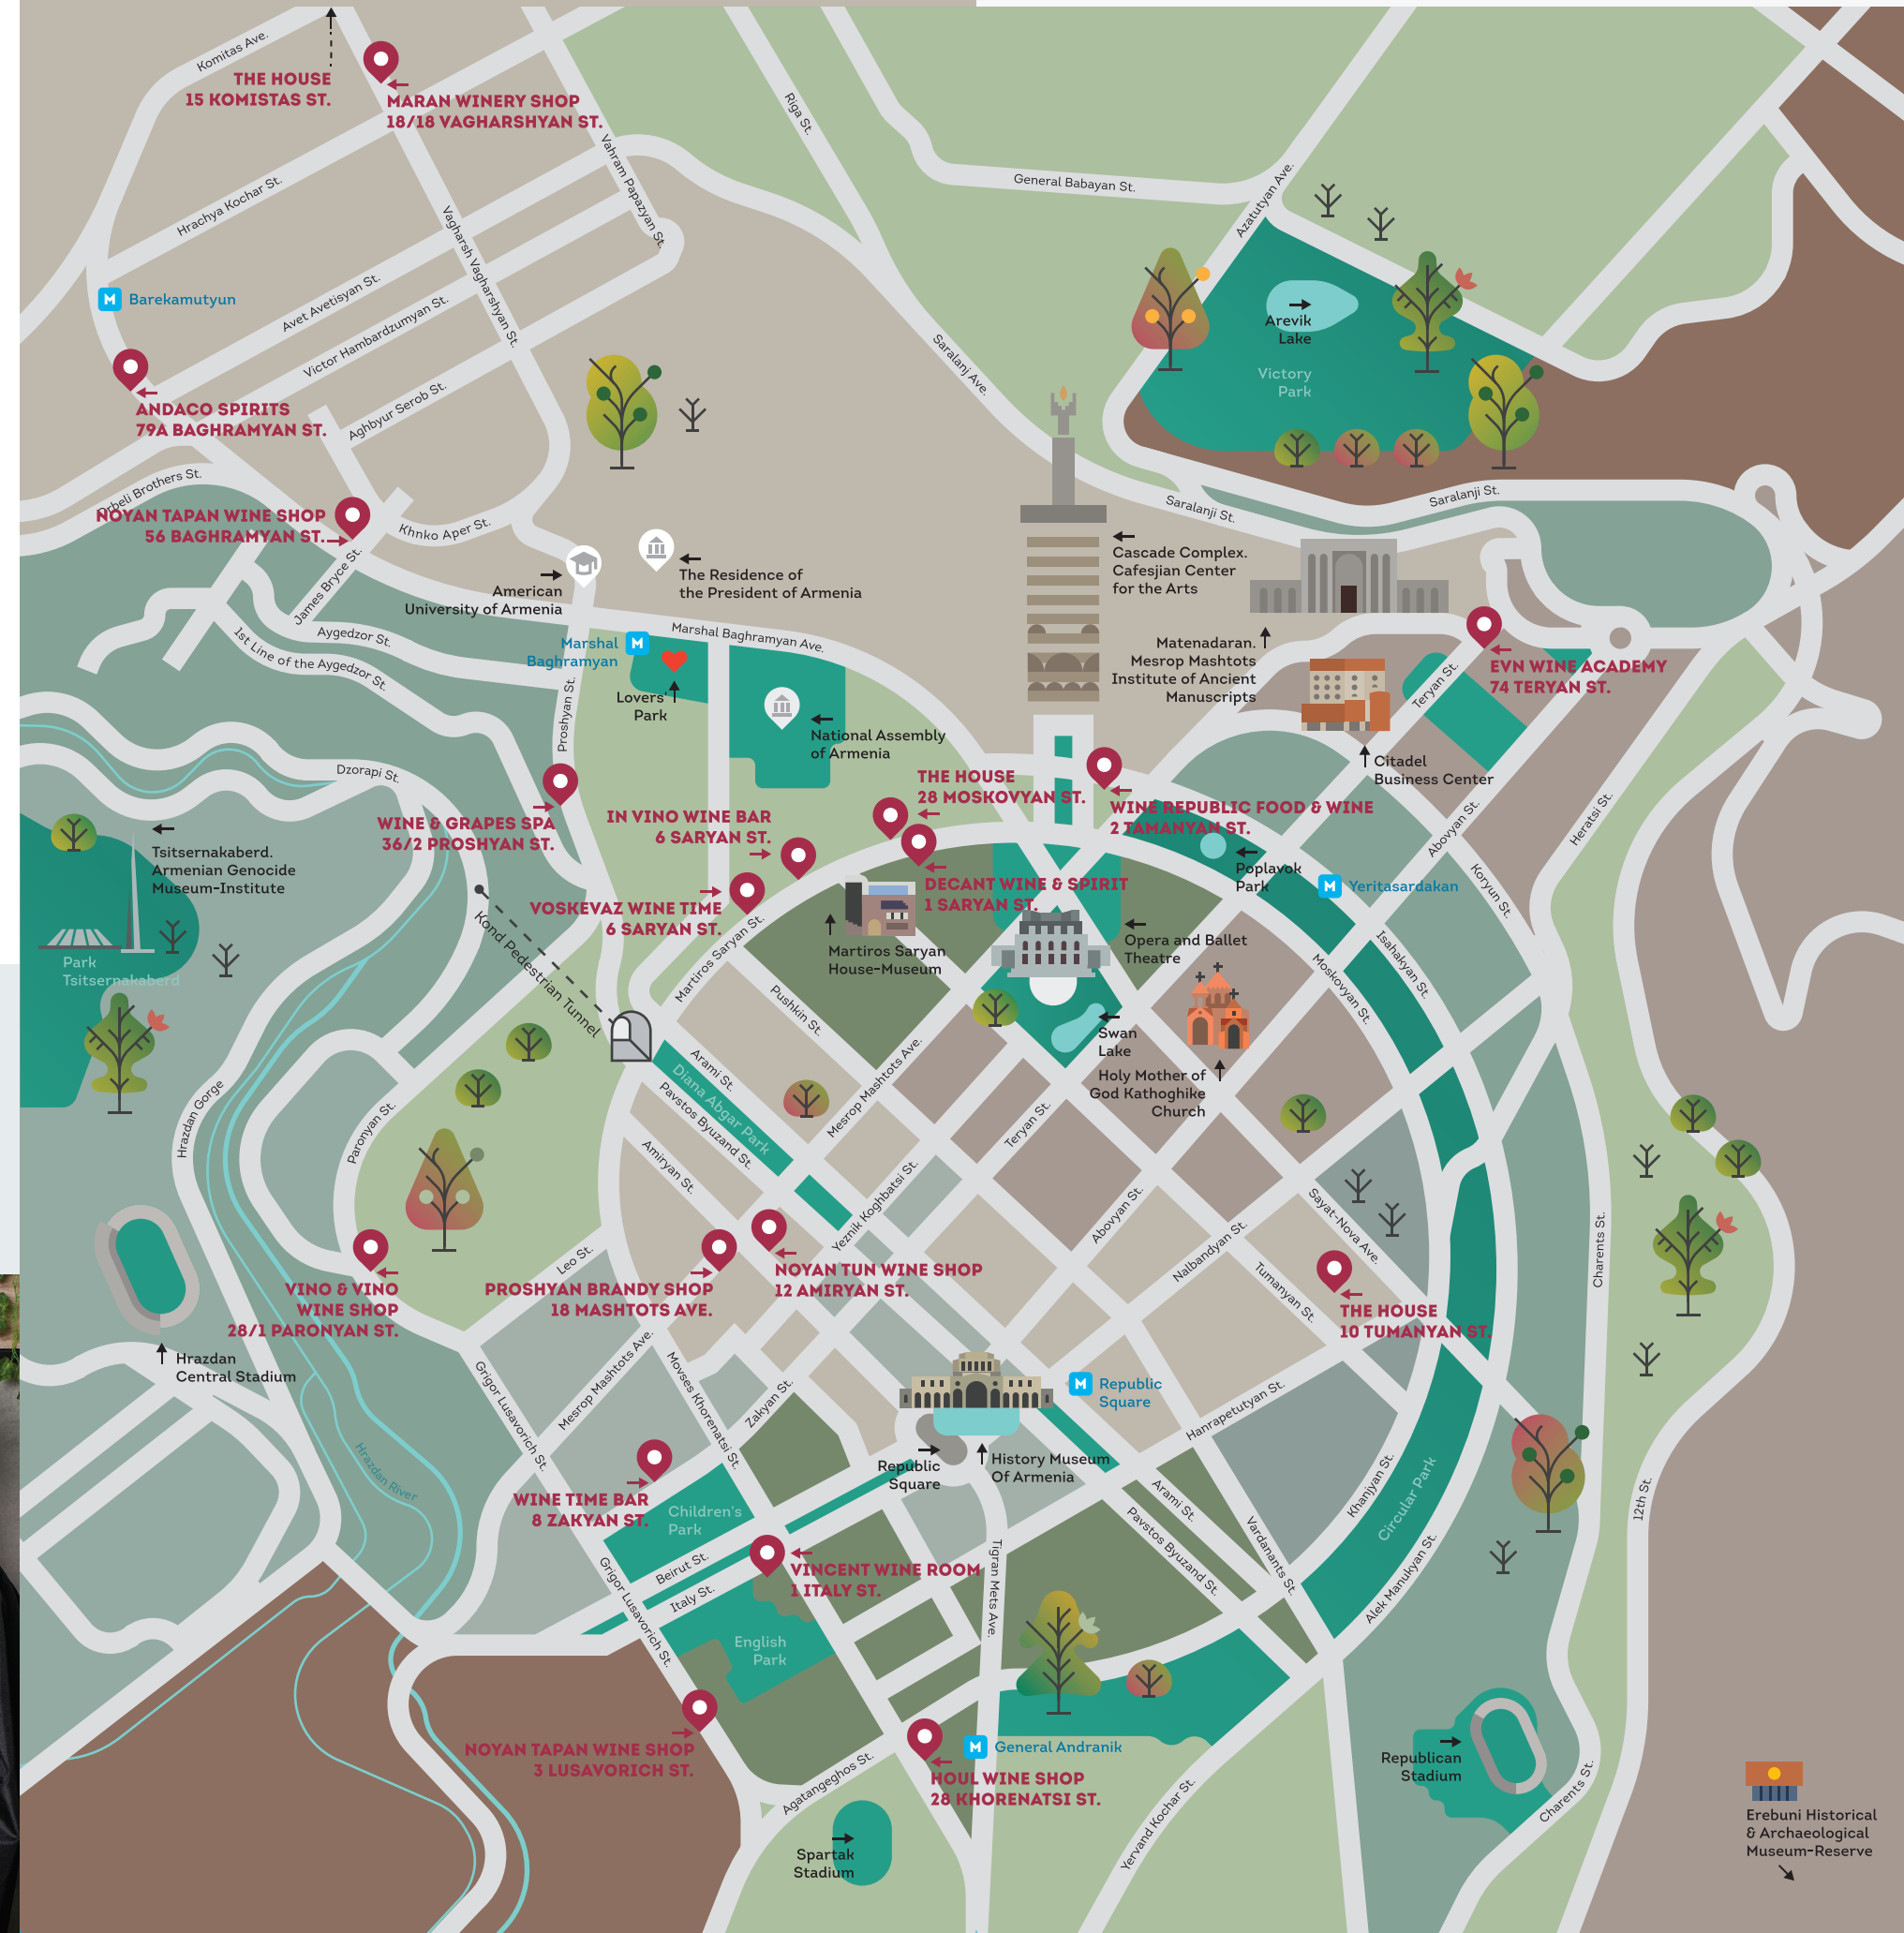 Komitas Ave.
THE HOUSE
15 KOMISTAS ST.
MARAN WINERY SHOP
18/18 VAGHARSHYAN ST.
Riga St.
Vahram Papazyan St.
General Babayan St.
Azatutyan Ave.
Hrachya Kochar St.
Vagharsh Vagharshyan St.
Barekamutyun
Avet Avetisyan St.
Victor Hambardzumyan St.
Aghbyur Serob St.
Saralanj Ave.
Arevik
Lake
Victory
Park
ANDACO SPIRITS
79A BAGHRAMYAN ST.
Orbeli Brothers St.
NOYAN TAPAN WINE SHOP
56 BAGHRAMYAN ST.
Khnko Aper St.
James Bryce St.
Saralanji St.
Saralanji St.
Cascade Complex.
Cafesjian Center
for the Arts
The Residence of
the President of Armenia
American
University of Armenia
Marshal
Baghramyan
Marshal Baghramyan Ave.
Aygedzor St.
1st Line of the Aygedzor St.
Matenadaran.
Mesrop Mashtots
Institute of Ancient
Manuscripts
EVN WINE ACADEMY
74 TERYAN ST.
Teryan St.
Lovers'
Park
Proshyan St.
National Assembly
of Armenia
Citadel
Business Center
Dzorapi St.
THE HOUSE
28 MOSKOVYAN ST.
WINE REPUBLIC FOOD & WINE
2 TAMANYAN ST.
IN VINO WINE BAR
6 SARYAN ST.
WINE & GRAPES SPA
36/2 PROSHYAN ST.
Abovyan St.
Heratsi St.
Tsitsernakaberd.
Armenian Genocide
Museum-Institute
Poplavok
Park
Yeritasardakan
Koryun St.
DECANT WINE & SPIRIT
1 SARYAN ST.
VOSKEVAZ WINE TIME
6 SARYAN ST.
Kond Pedestrian Tunnel
Martiros Saryan St.
Martiros Saryan
House-Museum
Opera and Ballet
Theatre
Isahakyan St.
Moskovyan St.
Park
Tsitsernakaberd
Pushkin St.
Swan
Lake
Holy Mother of
God Kathoghike
Church
Arami St.
Diana Abgar Park
Pavstos Byuzand St.
Mesrop Mashtots Ave.
Teryan St.
Hrazdan Gorge
Paronyan St.
Amiryan St.
Yeznik Koghbatsi St.
Abovyan St.
Sayat-Nova Ave.
Nalbandyan St.
Charents St.
Leo St.
NOYAN TUN WINE SHOP
12 AMIRYAN ST.
PROSHYAN BRANDY SHOP
18 MASHTOTS AVE.
Tumanyan St.
VINO & VINO
WINE SHOP
28/1 PARONYAN ST.
THE HOUSE
10 TUMANYAN ST.
Hrazdan
Central Stadium
Grigor Lusavorich St.
Mesrop Mashtots Ave.
Movses Khorenatsi St.
Zakyan St.
Republic
Square
Hanrapetutyan St.
Republic
Square
History Museum
Of Armenia
Hrazdan River
WINE TIME BAR
8 ZAKYAN ST.
Children's
Park
Arami St.
Pavstos Byuzand St.
Vardanants St.
Khanjyan St.
Circular Park
12th St.
Alek Manukyan St.
Beirut St.
Italy St.
VINCENT WINE ROOM
1 ITALY ST.
Grigor Lusavorich St.
Tigran Mets Ave.
English
Park
NOYAN TAPAN WINE SHOP
3 LUSAVORICH ST.
General Andranik
HOUL WINE SHOP
28 KHORENATSI ST.
Agatangeghos St.
Yervand Kochar St.
Republican
Stadium
Charents St.
Spartak
Stadium
Erebuni Historical
& Archaeological
Museum-Reserve